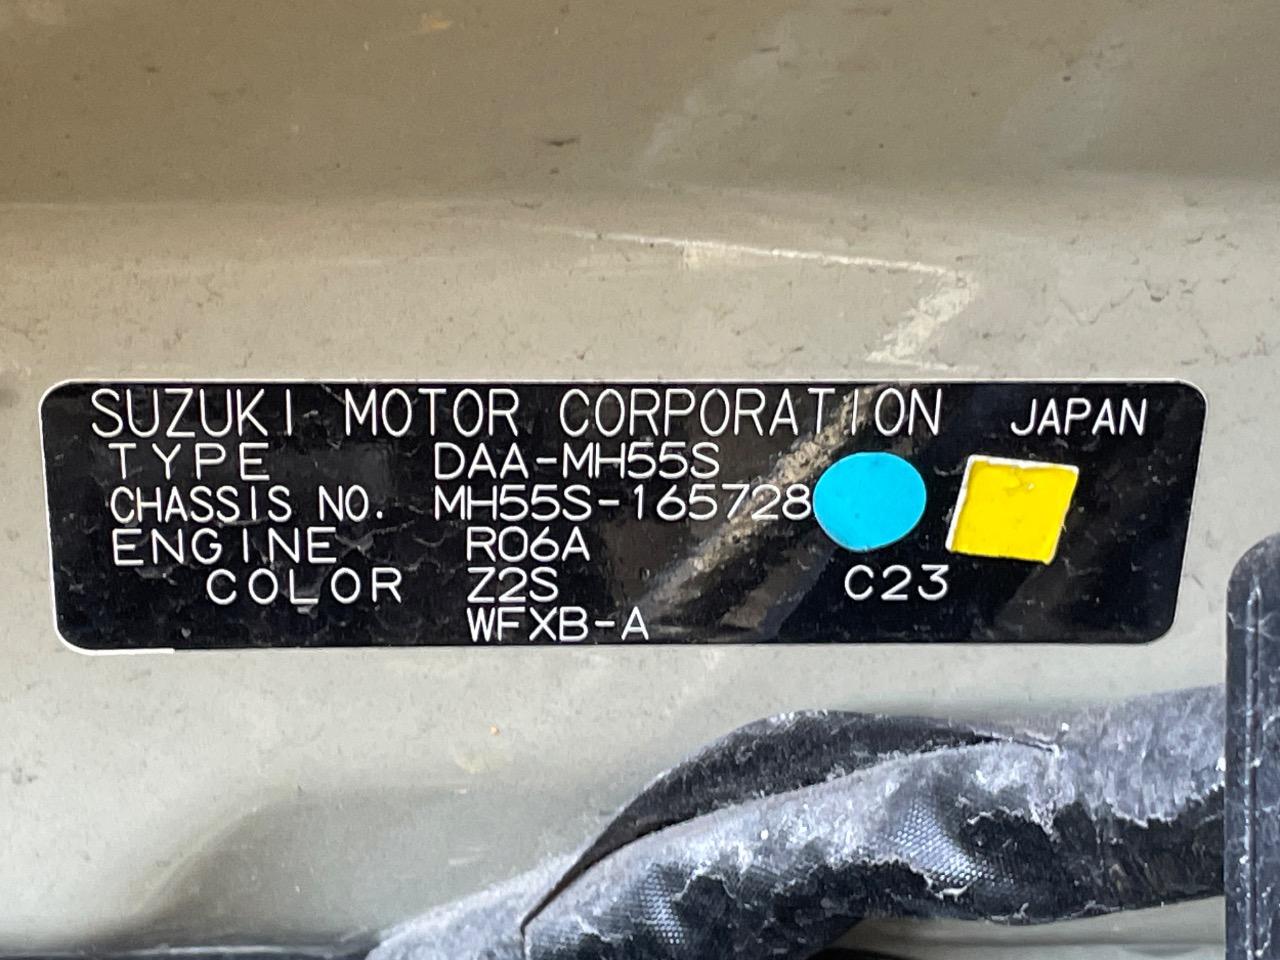 SUZUKI MOTOR CORPORATION JAPAN
TYPE DAA-MH55S
CHASSIS NO. MH55S-165728
ENGINE R06A
COLOR Z2S C23
WFXB-A